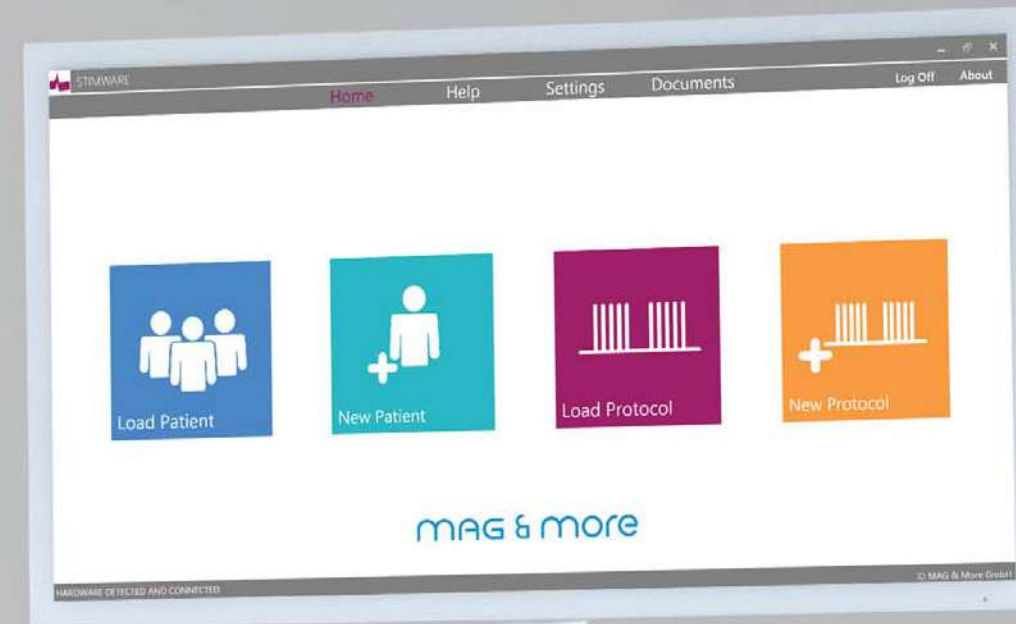 STIMWARE
Home Help Settings Documents Log Off About
Load Patient
New Patient
Load Protocol
New Protocol
MAG & more
HARDWARE DETECTED AND CONNECTED
© MAG & More GmbH